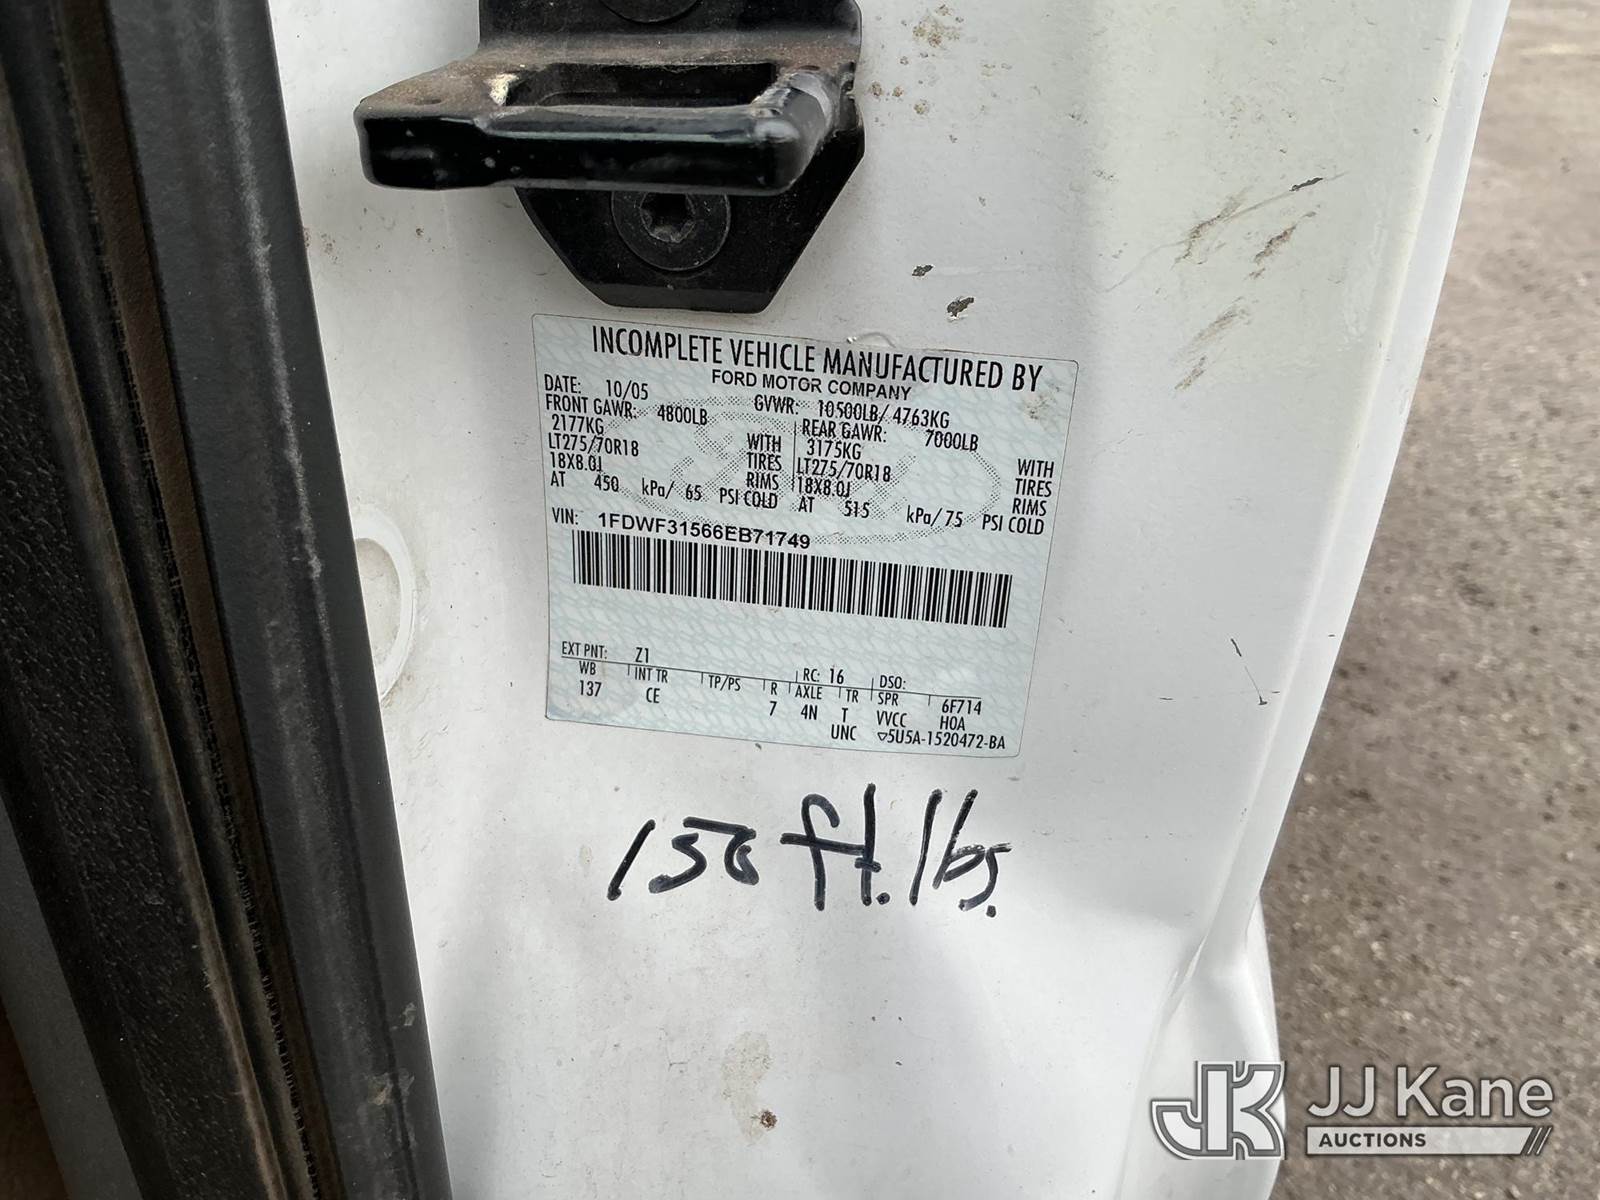 INCOMPLETE VEHICLE MANUFACTURED BY
FORD MOTOR COMPANY
DATE: 10/05 GVWR: 10500LB/ 4763KG
FRONT GAWR: 4800LB REAR GAWR: 7000LB
2177KG WITH 3175KG WITH
LT275/70R18 TIRES LT275/70R18 TIRES
18X8.0J RIMS 18X8.0J RIMS
AT 450 kPa/ 65 PSI COLD AT 515 kPa/ 75 PSI COLD
VIN: 1FDWF31566EB71749
EXT PNT: Z1 RC: 16 DSO:
WB INT TR TP/PS R AXLE TR SPR 6F714
137 CE 7 4N T VVCC H0A
UNC ▽5U5A-1520472-BA
150 ft. lbs.
JK JJ Kane
AUCTIONS